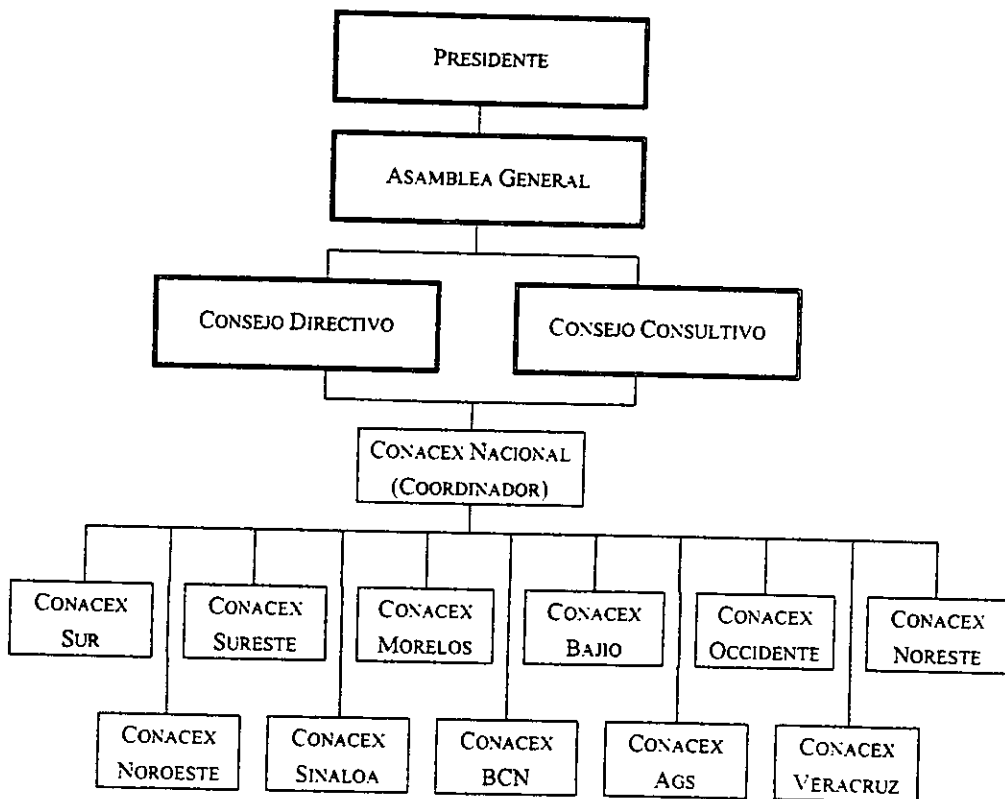 PRESIDENTE
ASAMBLEA GENERAL
CONSEJO DIRECTIVO
CONSEJO CONSULTIVO
CONACEX NACIONAL
(COORDINADOR)
CONACEX
SUR
CONACEX
SURESTE
CONACEX
MORELOS
CONACEX
BAJIO
CONACEX
OCCIDENTE
CONACEX
NORESTE
CONACEX
NOROESTE
CONACEX
SINALOA
CONACEX
BCN
CONACEX
AGS
CONACEX
VERACRUZ